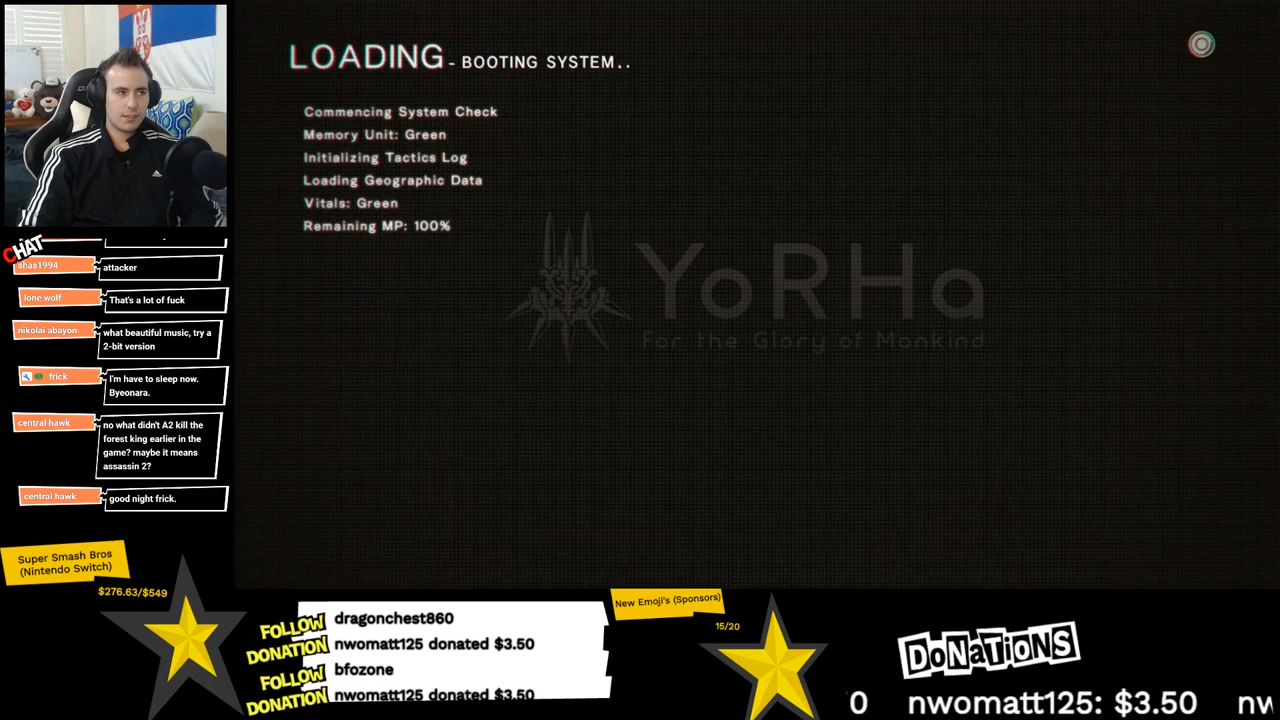 LOADING - BOOTING SYSTEM..
Commencing System Check
Memory Unit: Green
Initializing Tactics Log
Loading Geographic Data
Vitals: Green
Remaining MP: 100%
YoRHa
For the Glory of Mankind
CHAT
shas1994
attacker
lone wolf
That's a lot of fuck
nikolai abayon
what beautiful music, try a
2-bit version
frick
I'm have to sleep now.
Byeonara.
central hawk
no what didn't A2 kill the
forest king earlier in the
game? maybe it means
assassin 2?
central hawk
good night frick.
Super Smash Bros
(Nintendo Switch)
$276.63/$549
FOLLOW dragonchest860
DONATION nwomatt125 donated $3.50
FOLLOW bfozone
DONATION nwomatt125 donated $3.50
New Emoji's (Sponsors)
15/20
DONATIONS
0 nwomatt125: $3.50 nw